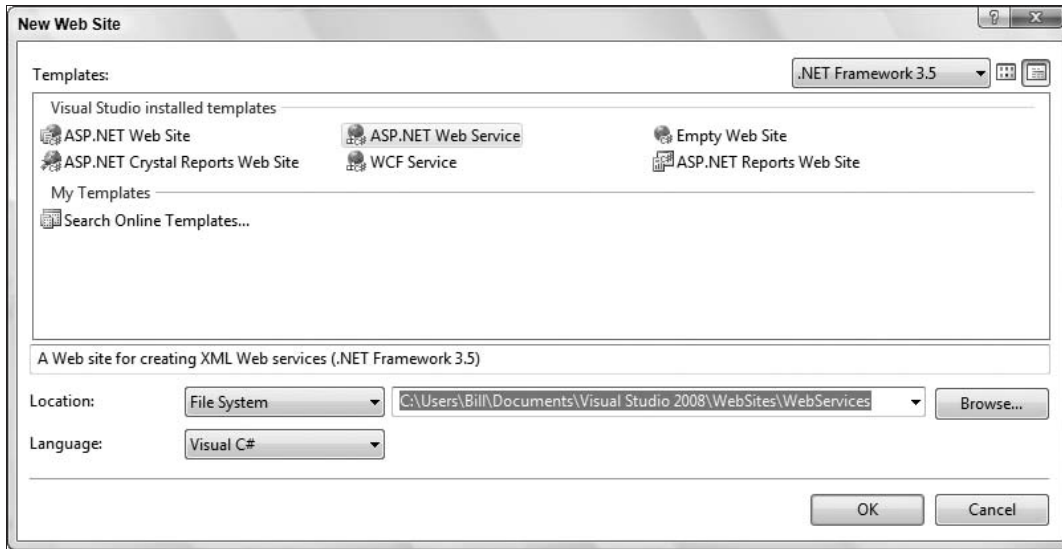 New Web Site
Templates:
.NET Framework 3.5
Visual Studio installed templates
ASP.NET Web Site
ASP.NET Web Service
Empty Web Site
ASP.NET Crystal Reports Web Site
WCF Service
ASP.NET Reports Web Site
My Templates
Search Online Templates...
A Web site for creating XML Web services (.NET Framework 3.5)
Location:
File System
C:\Users\Bill\Documents\Visual Studio 2008\WebSites\WebServices
Browse...
Language:
Visual C#
OK
Cancel